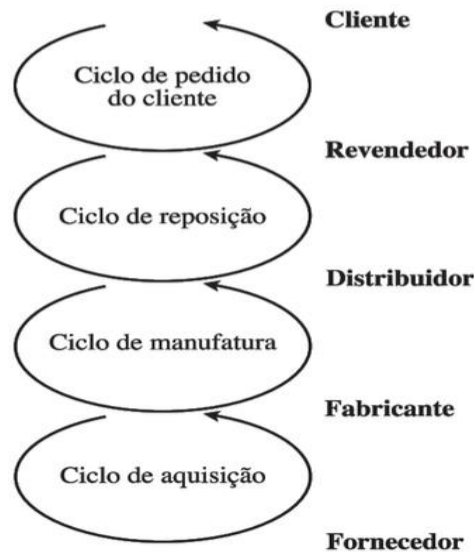 Cliente
Ciclo de pedido
do cliente
Revendedor
Ciclo de reposição
Distribuidor
Ciclo de manufatura
Fabricante
Ciclo de aquisição
Fornecedor